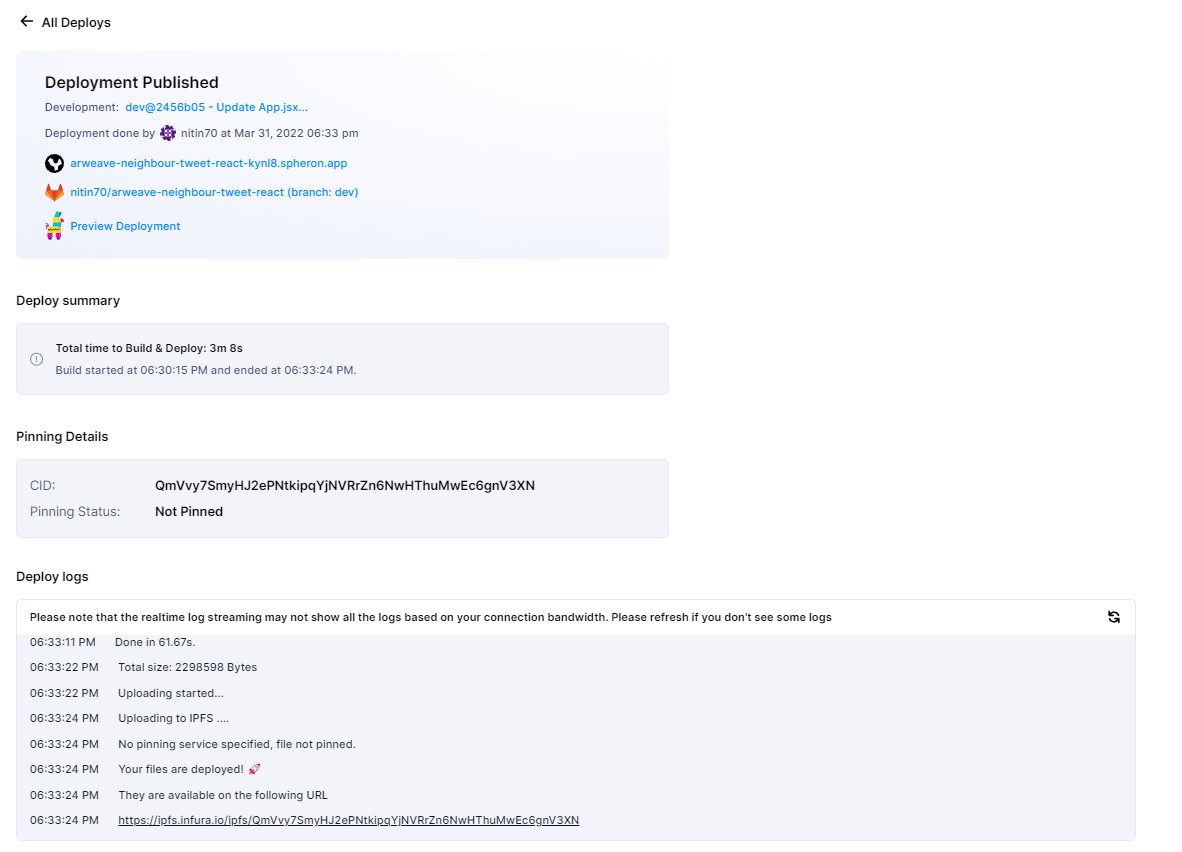 All Deploys
Deployment Published
Development: dev@2456b05 - Update App.jsx...
Deployment done by nitin70 at Mar 31, 2022 06:33 pm
arweave-neighbour-tweet-react-kynl8.spheron.app
nitin70/arweave-neighbour-tweet-react (branch: dev)
Preview Deployment
Deploy summary
Total time to Build & Deploy: 3m 8s
Build started at 06:30:15 PM and ended at 06:33:24 PM.
Pinning Details
CID: QmVvy7SmyHJ2ePNtkipqYjNVRrZn6NwHThuMwEc6gnV3XN
Pinning Status: Not Pinned
Deploy logs
Please note that the realtime log streaming may not show all the logs based on your connection bandwidth. Please refresh if you don't see some logs
06:33:11 PM Done in 61.67s.
06:33:22 PM Total size: 2298598 Bytes
06:33:22 PM Uploading started...
06:33:24 PM Uploading to IPFS ....
06:33:24 PM No pinning service specified, file not pinned.
06:33:24 PM Your files are deployed! 🚀
06:33:24 PM They are available on the following URL
06:33:24 PM https://ipfs.infura.io/ipfs/QmVvy7SmyHJ2ePNtkipqYjNVRrZn6NwHThuMwEc6gnV3XN